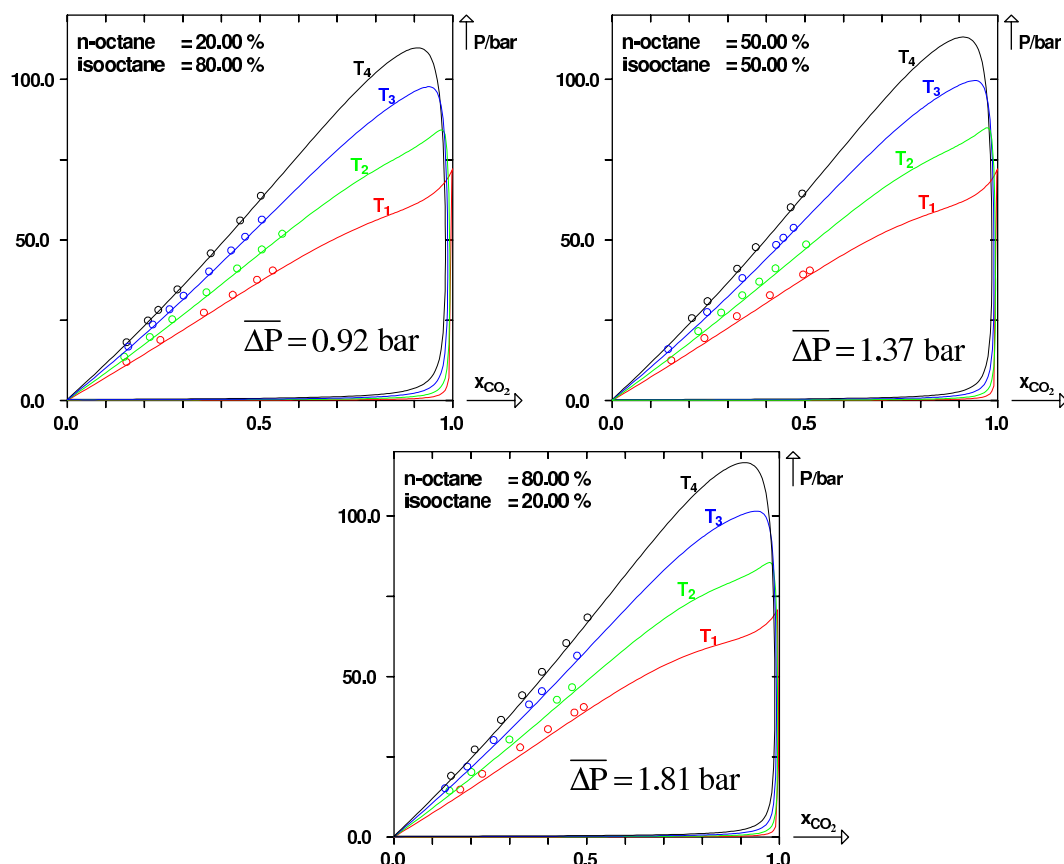 n-octane = 20.00 %
isooctane = 80.00 %
P/bar
100.0
50.0
0.0
T4
T3
T2
T1
ΔP = 0.92 bar
xCO2
0.0 0.5 1.0
n-octane = 50.00 %
isooctane = 50.00 %
P/bar
100.0
50.0
0.0
T4
T3
T2
T1
ΔP = 1.37 bar
xCO2
0.0 0.5 1.0
n-octane = 80.00 %
isooctane = 20.00 %
P/bar
100.0
50.0
0.0
T4
T3
T2
T1
ΔP = 1.81 bar
xCO2
0.0 0.5 1.0